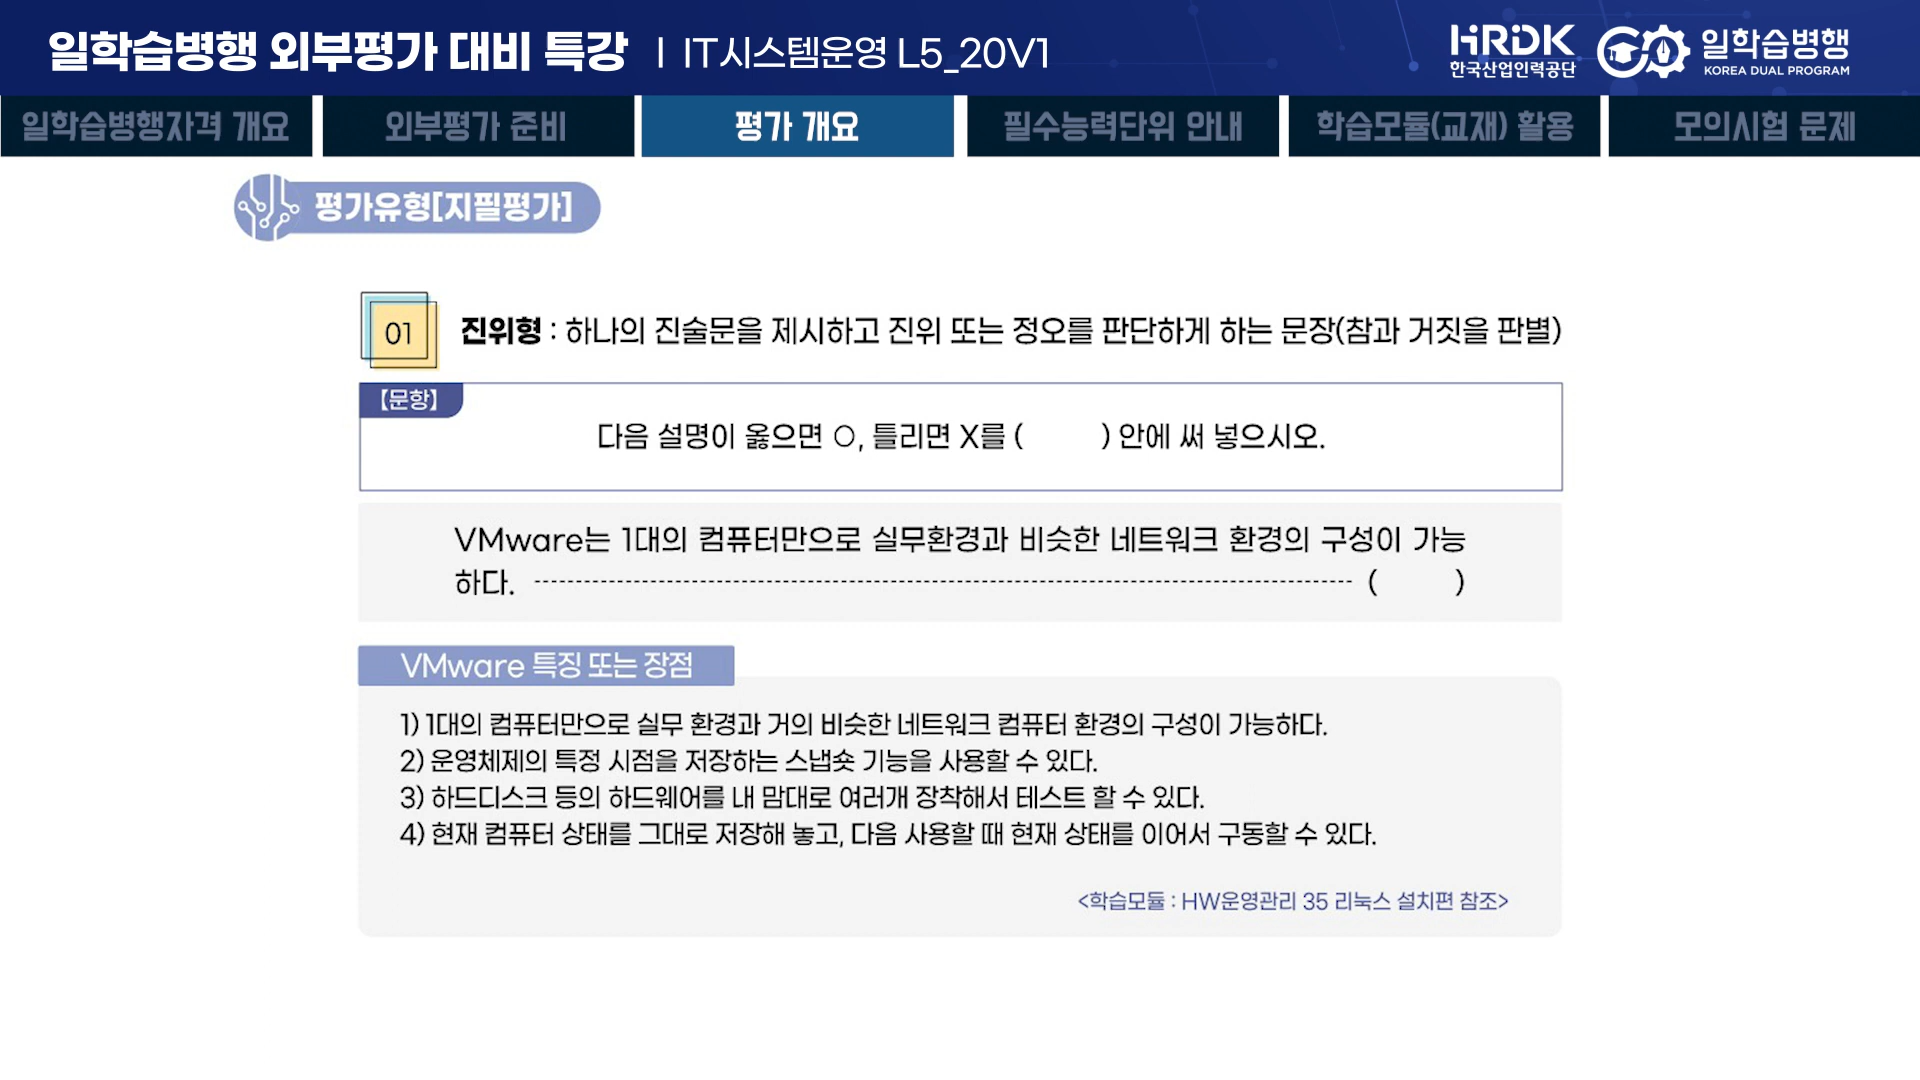 일학습병행 외부평가 대비 특강 | IT시스템운영 L5_20V1
HRDK 한국산업인력공단
일학습병행 KOREA DUAL PROGRAM
일학습병행자격 개요
외부평가 준비
평가 개요
필수능력단위 안내
학습모듈(교재) 활용
모의시험 문제
평가유형[지필평가]
01 진위형 : 하나의 진술문을 제시하고 진위 또는 정오를 판단하게 하는 문장(참과 거짓을 판별)
【문항】
다음 설명이 옳으면 O, 틀리면 X를 ( ) 안에 써 넣으시오.
VMware는 1대의 컴퓨터만으로 실무환경과 비슷한 네트워크 환경의 구성이 가능
하다. ---------- ( )
VMware 특징 또는 장점
1) 1대의 컴퓨터만으로 실무 환경과 거의 비슷한 네트워크 컴퓨터 환경의 구성이 가능하다.
2) 운영체제의 특정 시점을 저장하는 스냅숏 기능을 사용할 수 있다.
3) 하드디스크 등의 하드웨어를 내 맘대로 여러개 장착해서 테스트 할 수 있다.
4) 현재 컴퓨터 상태를 그대로 저장해 놓고, 다음 사용할 때 현재 상태를 이어서 구동할 수 있다.
<학습모듈 : HW운영관리 35 리눅스 설치편 참조>